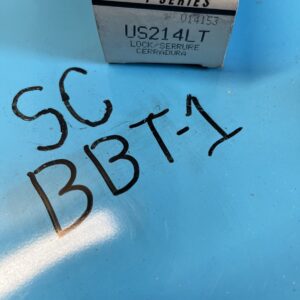 T SERIES
014153
US214LT
LOCK/SERRURE
CERRADURA
SC
BBT-1